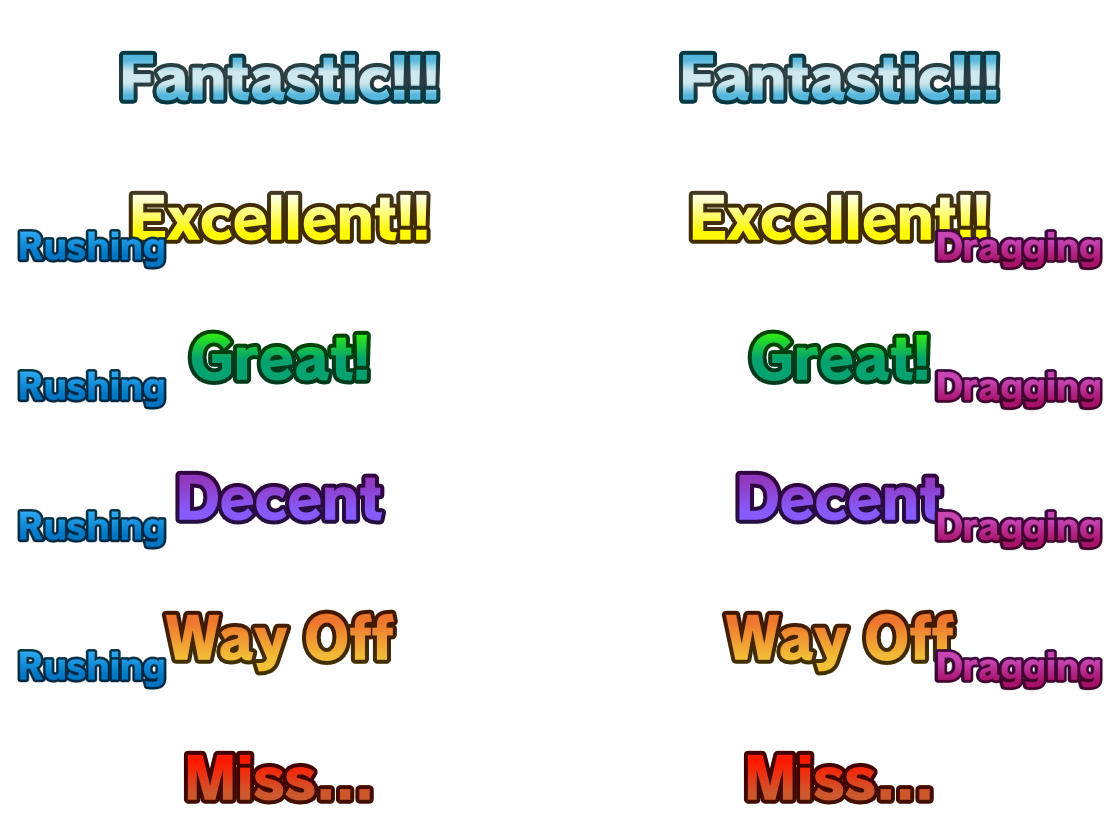 Fantastic!!! Fantastic!!!
Excellent!! Excellent!!
Rushing Dragging
Great! Great!
Rushing Dragging
Decent Decent
Rushing Dragging
Way Off Way Off
Rushing Dragging
Miss... Miss...